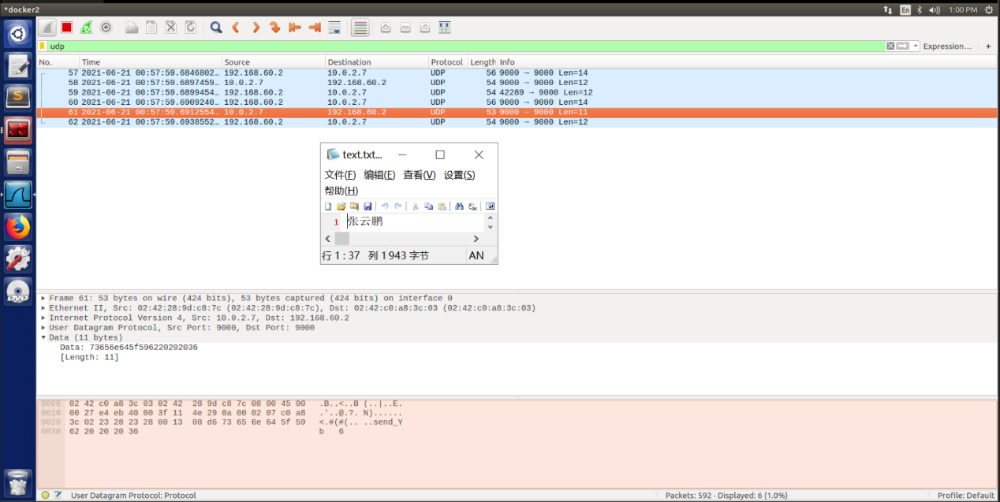 *docker2
En
1:00 PM
udp
Expression…
+
No. Time Source Destination Protocol Length Info
57 2021-06-21 00:57:59.6846802… 192.168.60.2 10.0.2.7 UDP 56 9000 → 9000 Len=14
58 2021-06-21 00:57:59.6897459… 10.0.2.7 192.168.60.2 UDP 54 9000 → 9000 Len=12
59 2021-06-21 00:57:59.6899454… 192.168.60.2 10.0.2.7 UDP 54 42289 → 9000 Len=12
60 2021-06-21 00:57:59.6909240… 192.168.60.2 10.0.2.7 UDP 56 9000 → 9000 Len=14
61 2021-06-21 00:57:59.6912554… 10.0.2.7 192.168.60.2 UDP 53 9000 → 9000 Len=11
62 2021-06-21 00:57:59.6938552… 192.168.60.2 10.0.2.7 UDP 54 9000 → 9000 Len=12
text.txt...
文件(F) 编辑(E) 查看(V) 设置(S)
帮助(H)
1 张云鹏
行 1 : 37 列 1 943 字节 AN
Frame 61: 53 bytes on wire (424 bits), 53 bytes captured (424 bits) on interface 0
Ethernet II, Src: 02:42:28:9d:c8:7c (02:42:28:9d:c8:7c), Dst: 02:42:c0:a8:3c:03 (02:42:c0:a8:3c:03)
Internet Protocol Version 4, Src: 10.0.2.7, Dst: 192.168.60.2
User Datagram Protocol, Src Port: 9000, Dst Port: 9000
Data (11 bytes)
Data: 73656e645f596220202036
[Length: 11]
0000 02 42 c0 a8 3c 03 02 42 28 9d c8 7c 08 00 45 00 .B..<..B (..|..E.
0010 00 27 e4 eb 40 00 3f 11 4e 29 0a 00 02 07 c0 a8 .'..@.?. N)......
0020 3c 02 23 28 23 28 00 13 08 d6 73 65 6e 64 5f 59 <.#(#(.. ..send_Y
0030 62 20 20 20 36 b   6
DVD
User Datagram Protocol: Protocol
Packets: 592 · Displayed: 6 (1.0%)
Profile: Default